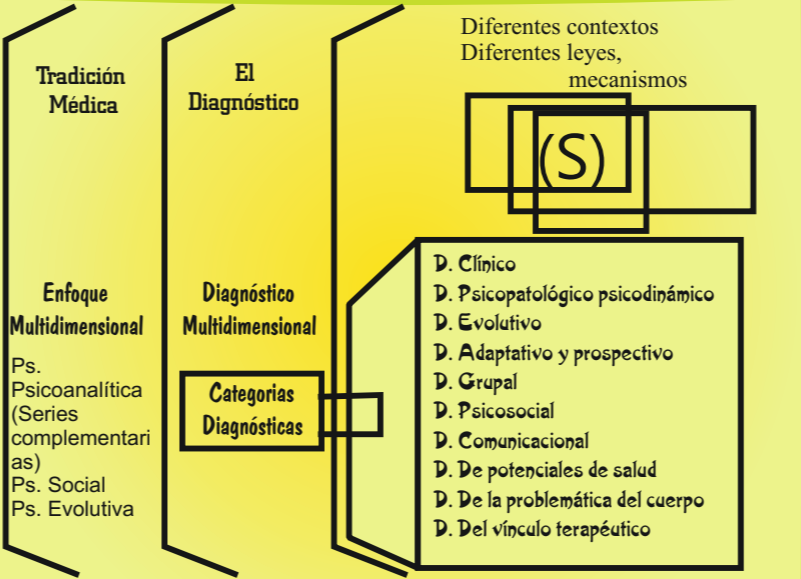 Tradición
Médica
Enfoque
Multidimensional
Ps.
Psicoanalítica
(Series
complementari
as)
Ps. Social
Ps. Evolutiva
El
Diagnóstico
Diagnóstico
Multidimensional
Categorias
Diagnósticas
Diferentes contextos
Diferentes leyes,
mecanismos
(S)
D. Clínico
D. Psicopatológico psicodinámico
D. Evolutivo
D. Adaptativo y prospectivo
D. Grupal
D. Psicosocial
D. Comunicacional
D. De potenciales de salud
D. De la problemática del cuerpo
D. Del vínculo terapéutico